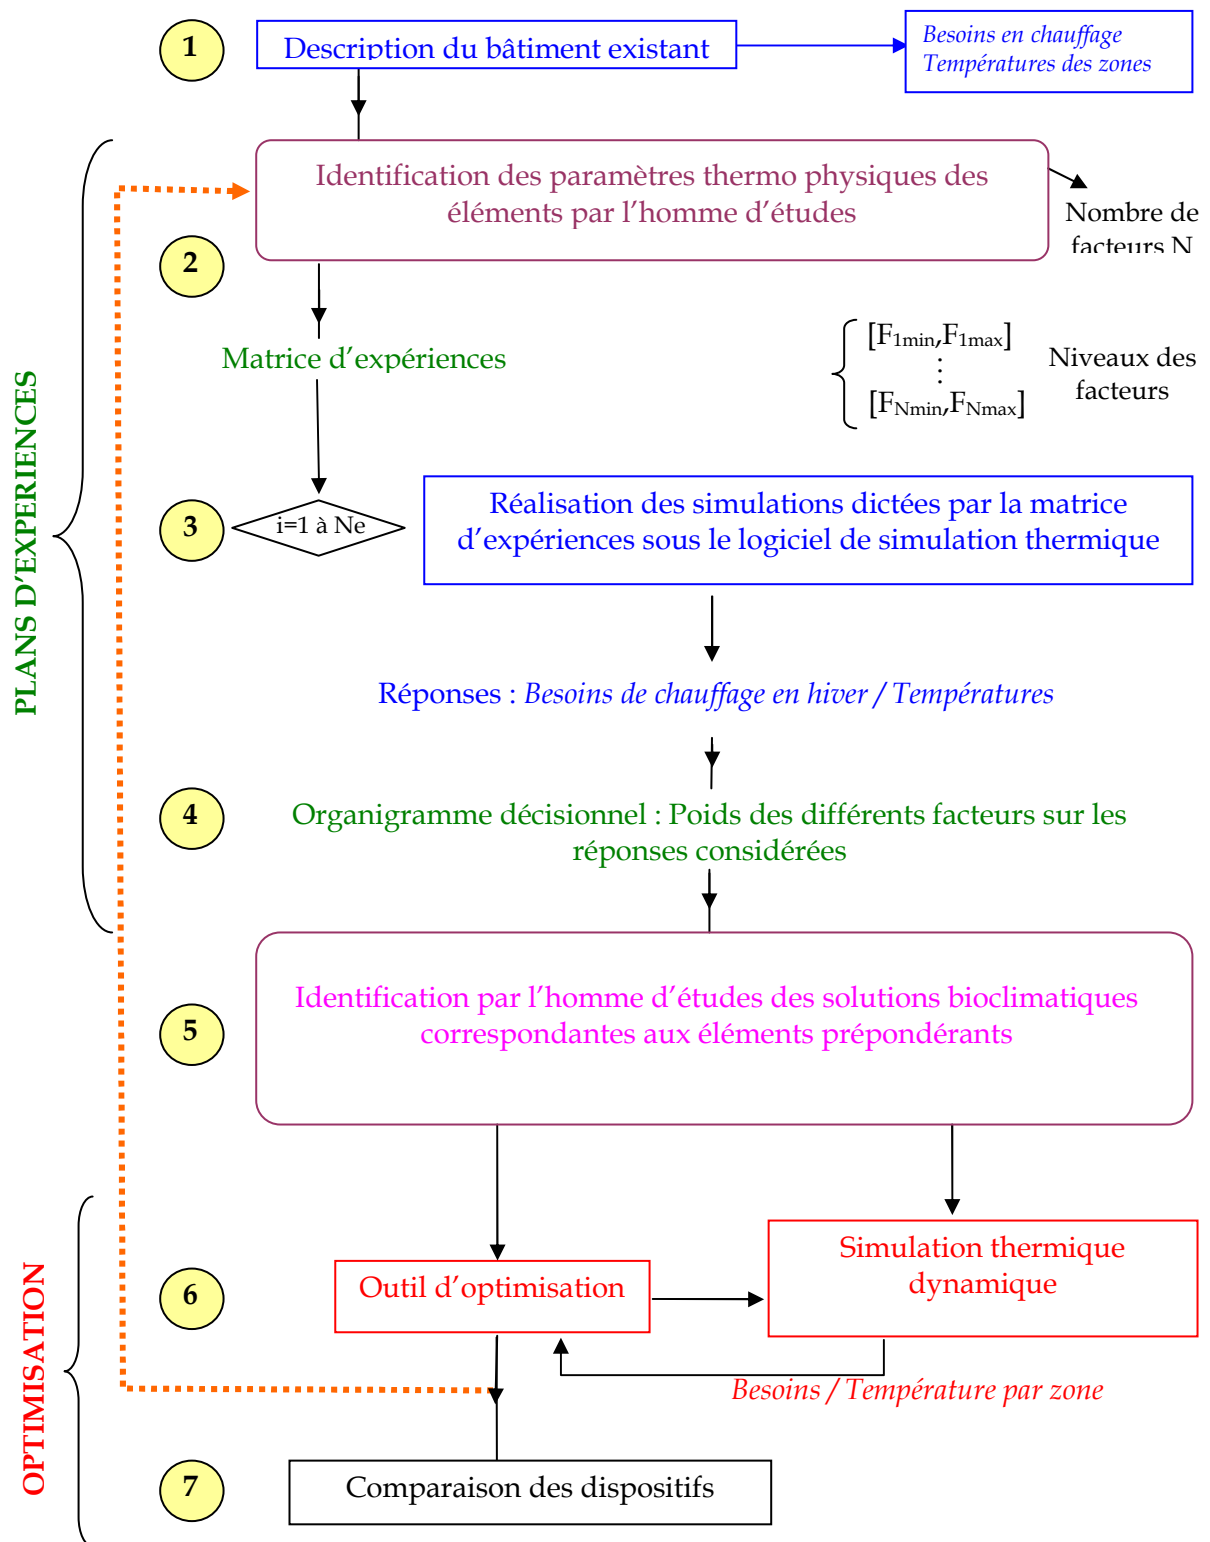 1
Description du bâtiment existant
Besoins en chauffage
Températures des zones
Identification des paramètres thermo physiques des
éléments par l'homme d'études
Nombre de
facteurs N
2
Matrice d'expériences
[F1min,F1max]
⋮
[FNmin,FNmax]
Niveaux des
facteurs
PLANS D'EXPERIENCES
3
i=1 à Ne
Réalisation des simulations dictées par la matrice
d'expériences sous le logiciel de simulation thermique
Réponses : Besoins de chauffage en hiver / Températures
4
Organigramme décisionnel : Poids des différents facteurs sur les
réponses considérées
5
Identification par l'homme d'études des solutions bioclimatiques
correspondantes aux éléments prépondérants
OPTIMISATION
6
Outil d'optimisation
Simulation thermique
dynamique
Besoins / Température par zone
7
Comparaison des dispositifs